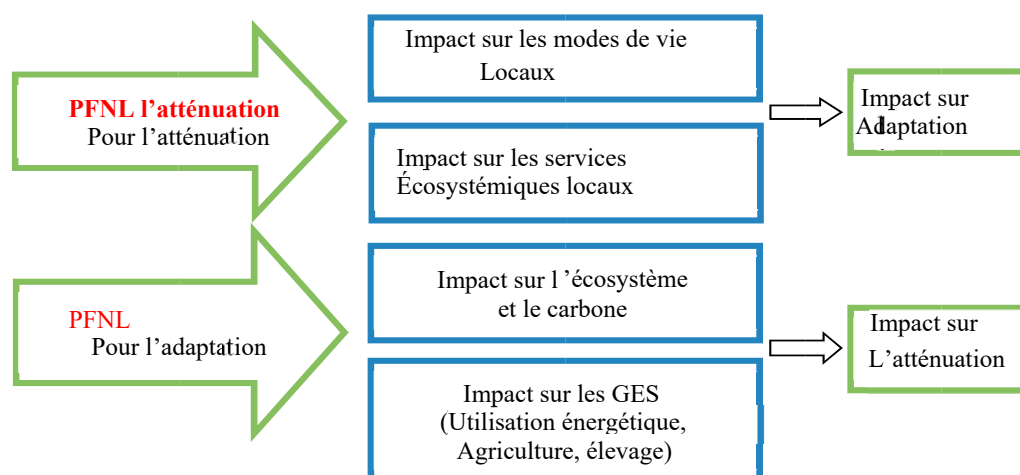 PFNL l’atténuation
Pour l’atténuation
Impact sur les modes de vie
Locaux
Impact sur les services
Écosystémiques locaux
Impact sur
Adaptation
PFNL
Pour l’adaptation
Impact sur l ’écosystème
et le carbone
Impact sur les GES
(Utilisation énergétique,
Agriculture, élevage)
Impact sur
L’atténuation